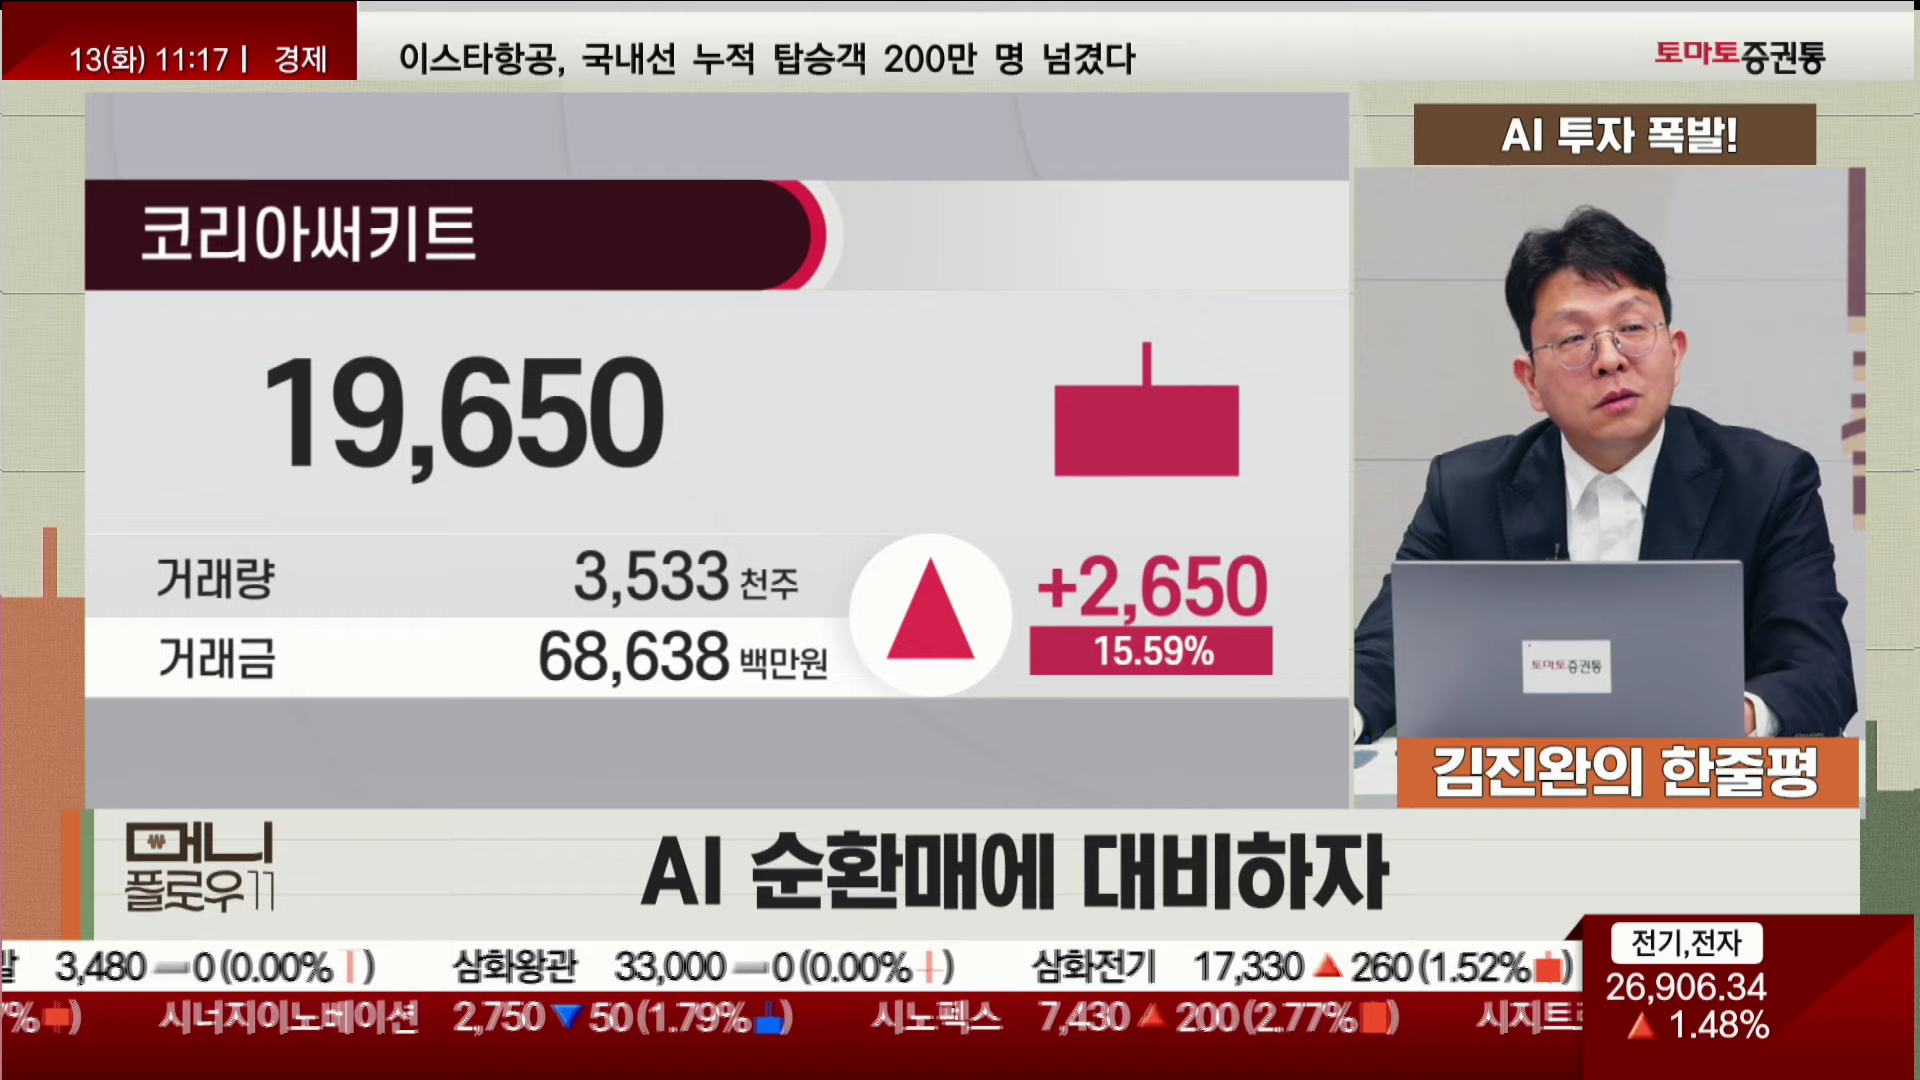 13(화) 11:17 | 경제
이스타항공, 국내선 누적 탑승객 200만 명 넘겼다
토마토증권통
AI 투자 폭발!
코리아써키트
19,650
거래량 3,533 천주
거래금 68,638 백만원
+2,650
15.59%
토마토증권통
김진완의 한줄평
머니
플로우11
AI 순환매에 대비하자
3,480 0(0.00%) 삼화왕관 33,000 0(0.00%) 삼화전기 17,330 ▲ 260(1.52%)
%) 시너지이노베이션 2,750 ▼ 50(1.79%) 시노펙스 7,430 ▲ 200(2.77%) 시지트
전기,전자
26,906.34
▲ 1.48%